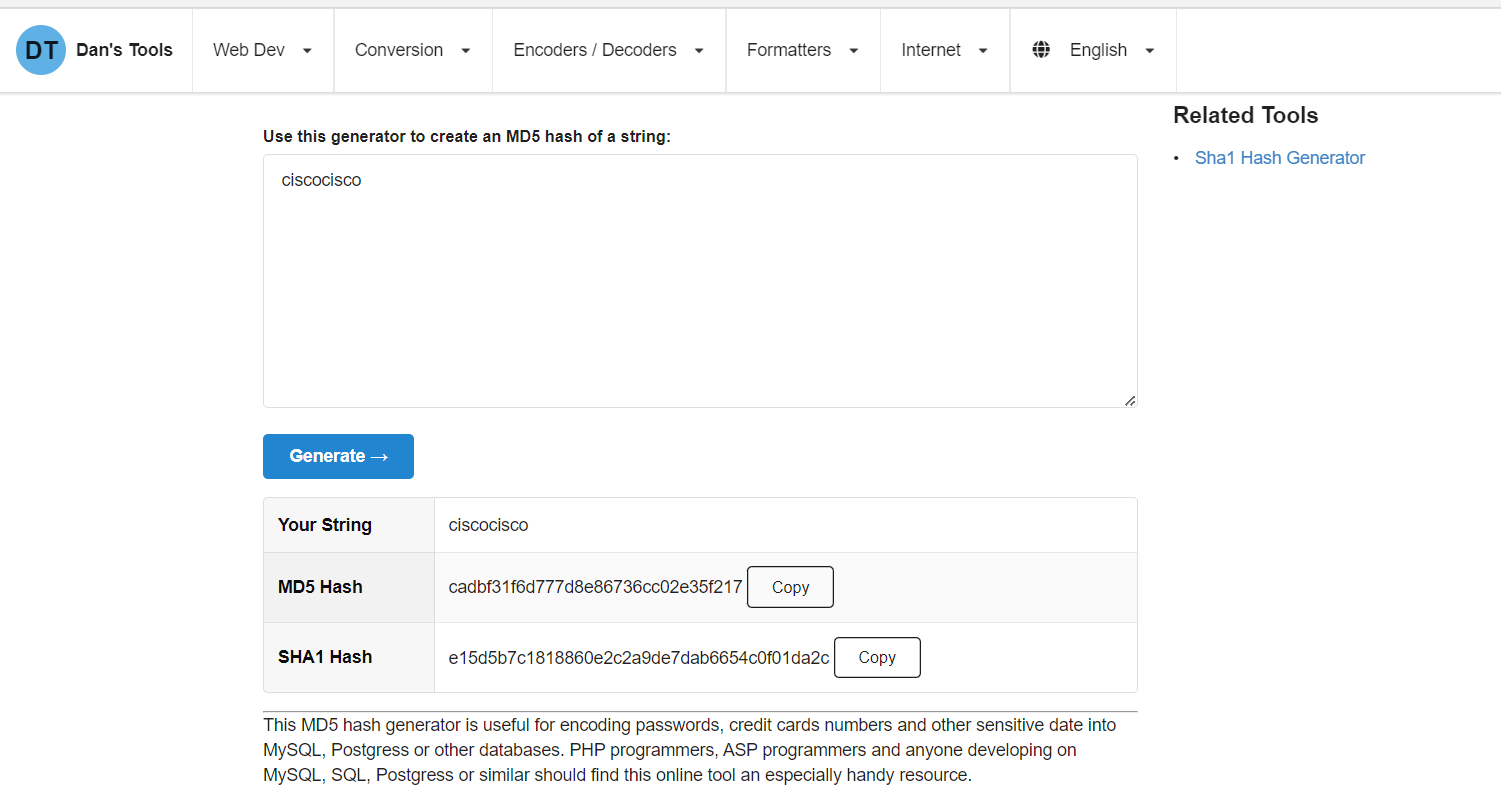 DT Dan's Tools Web Dev Conversion Encoders / Decoders Formatters Internet English
Related Tools
• Sha1 Hash Generator
Use this generator to create an MD5 hash of a string:
ciscocisco
Generate →
Your String ciscocisco
MD5 Hash cadbf31f6d777d8e86736cc02e35f217 Copy
SHA1 Hash e15d5b7c1818860e2c2a9de7dab6654c0f01da2c Copy
This MD5 hash generator is useful for encoding passwords, credit cards numbers and other sensitive date into
MySQL, Postgress or other databases. PHP programmers, ASP programmers and anyone developing on
MySQL, SQL, Postgress or similar should find this online tool an especially handy resource.